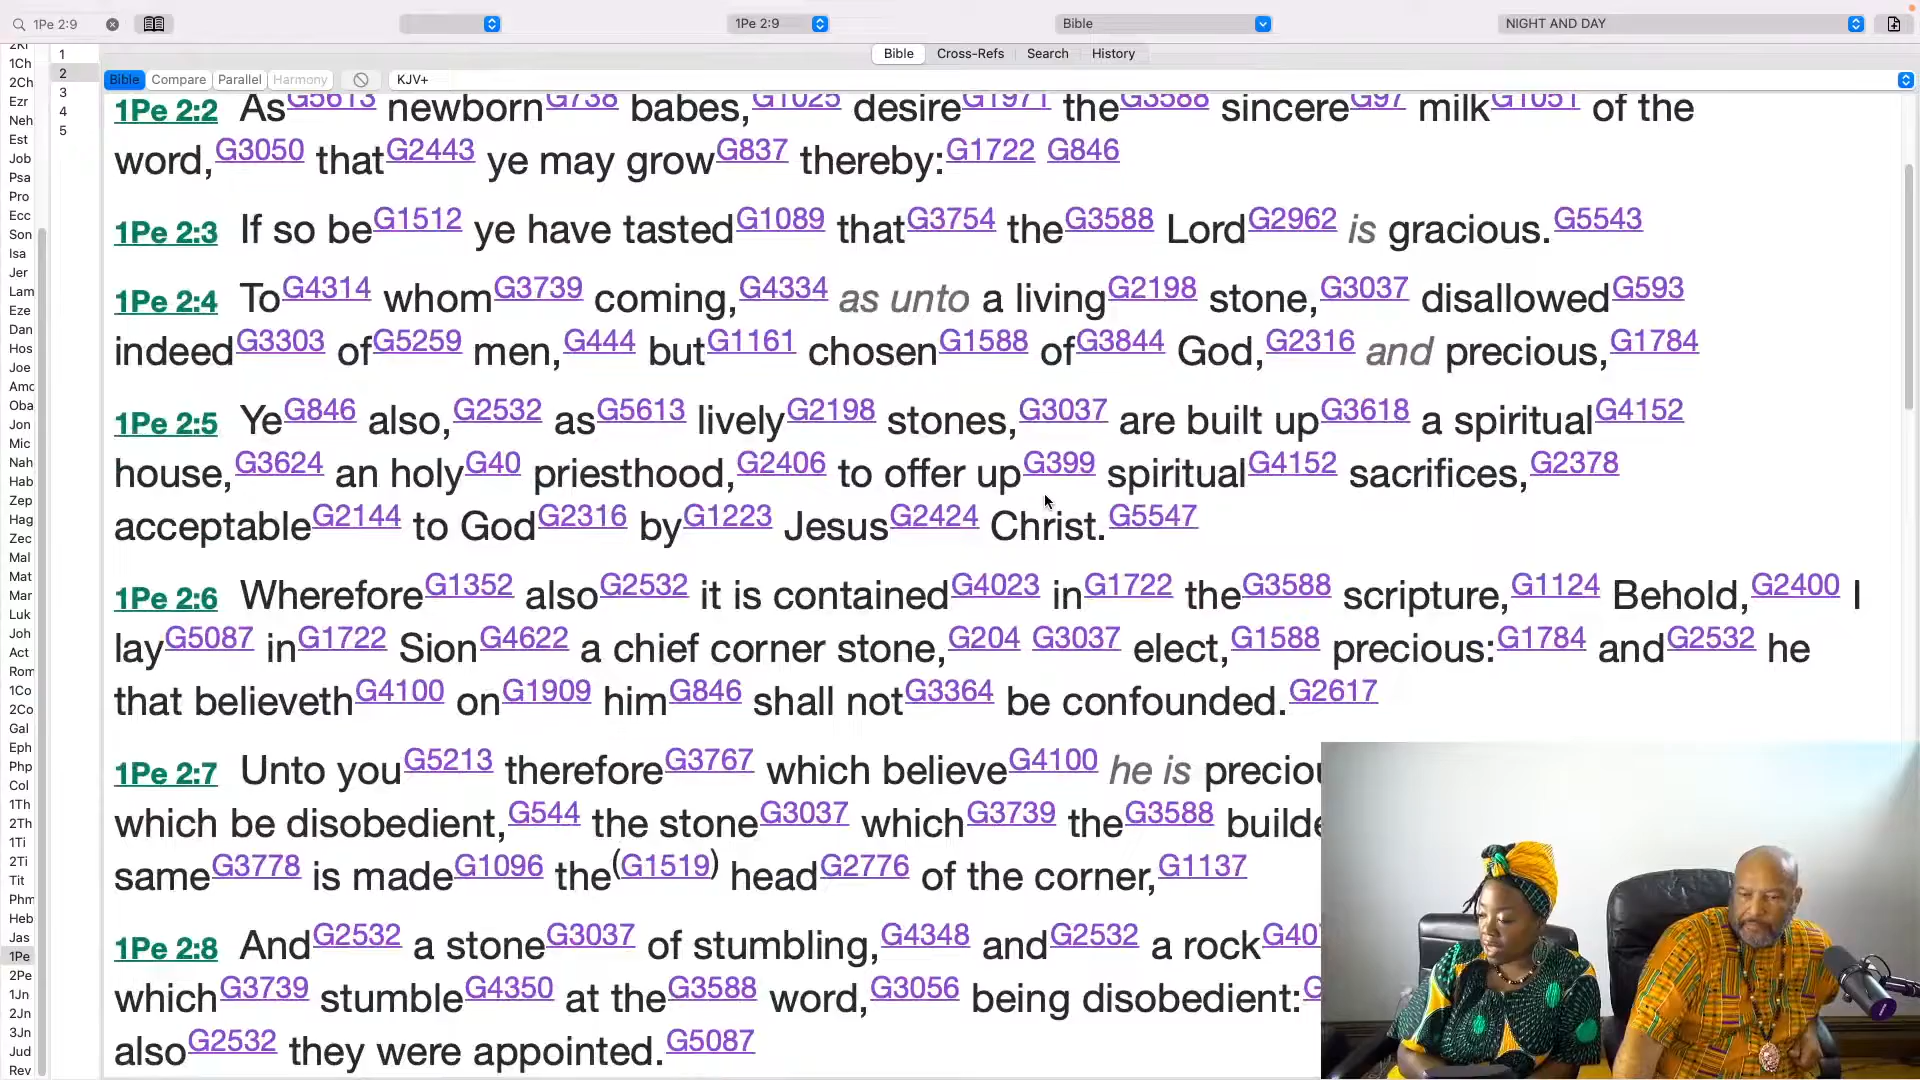 1Pe 2:9 1Pe 2:9 Bible NIGHT AND DAY
Bible Cross-Refs Search History
Bible Compare Parallel Harmony KJV+
2Ki
1Ch
2Ch
Ezr
Neh
Est
Job
Psa
Pro
Ecc
Son
Isa
Jer
Lam
Eze
Dan
Hos
Joe
Amo
Oba
Jon
Mic
Nah
Hab
Zep
Hag
Zec
Mal
Mat
Mar
Luk
Joh
Act
Rom
1Co
2Co
Gal
Eph
Php
Col
1Th
2Th
1Ti
2Ti
Tit
Phm
Heb
Jas
1Pe
2Pe
1Jn
2Jn
3Jn
Jud
Rev
1
2
3
4
5
1Pe 2:2 AsG5613 newbornG738 babes,G1025 desireG1971 theG3588 sincereG97 milkG1051 of the
word,G3050 thatG2443 ye may growG837 thereby:G1722 G846
1Pe 2:3 If so beG1512 ye have tastedG1089 thatG3754 theG3588 LordG2962 is gracious.G5543
1Pe 2:4 ToG4314 whomG3739 coming,G4334 as unto a livingG2198 stone,G3037 disallowedG593
indeedG3303 ofG5259 men,G444 butG1161 chosenG1588 ofG3844 God,G2316 and precious,G1784
1Pe 2:5 YeG846 also,G2532 asG5613 livelyG2198 stones,G3037 are built upG3618 a spiritualG4152
house,G3624 an holyG40 priesthood,G2406 to offer upG399 spiritualG4152 sacrifices,G2378
acceptableG2144 to GodG2316 byG1223 JesusG2424 Christ.G5547
1Pe 2:6 WhereforeG1352 alsoG2532 it is containedG4023 inG1722 theG3588 scripture,G1124 Behold,G2400 I
layG5087 inG1722 SionG4622 a chief corner stone,G204 G3037 elect,G1588 precious:G1784 andG2532 he
that believethG4100 onG1909 himG846 shall notG3364 be confounded.G2617
1Pe 2:7 Unto youG5213 thereforeG3767 which believeG4100 he is preciou
which be disobedient,G544 the stoneG3037 whichG3739 theG3588 builde
sameG3778 is madeG1096 the(G1519) headG2776 of the corner,G1137
1Pe 2:8 AndG2532 a stoneG3037 of stumbling,G4348 andG2532 a rockG40
whichG3739 stumbleG4350 at theG3588 word,G3056 being disobedient:G
alsoG2532 they were appointed.G5087